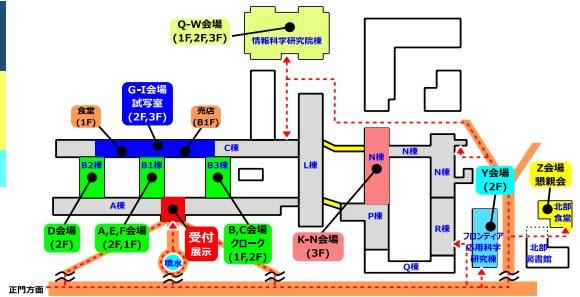 Q-W会場
(1F,2F,3F)
情報科学研究院棟
G-I会場
試写室
(2F,3F)
食堂
(1F)
売店
(B1F)
C棟
B2棟
B1棟
B3棟
L棟
N棟
N棟
N棟
A棟
P棟
R棟
Q棟
D会場
(2F)
A,E,F会場
(2F,1F)
受付
展示
B,C会場
クローク
(1F,2F)
K-N会場
(3F)
Y会場
(2F)
Z会場
懇親会
北部
食堂
フロンティア
応用科学
研究棟
北部
図書館
噴水
正門方面